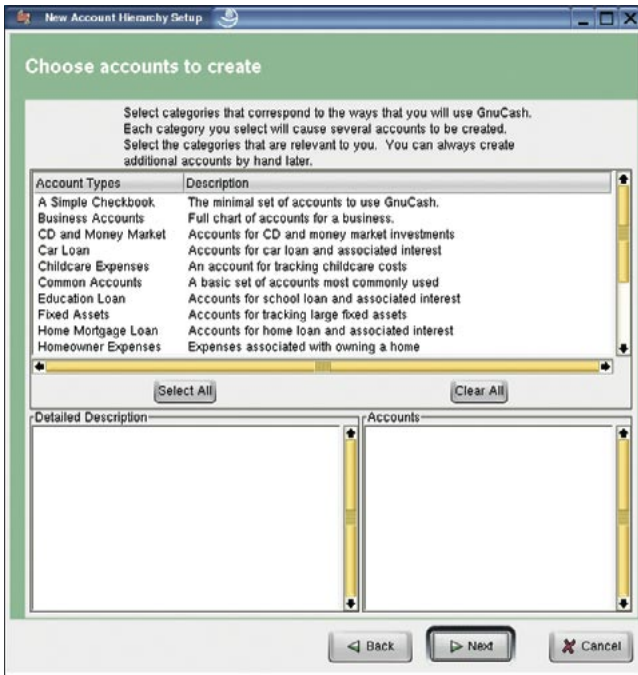 New Account Hierarchy Setup
Choose accounts to create
Select categories that correspond to the ways that you will use GnuCash.
Each category you select will cause several accounts to be created.
Select the categories that are relevant to you. You can always create
additional accounts by hand later.
Account Types Description
A Simple Checkbook The minimal set of accounts to use GnuCash.
Business Accounts Full chart of accounts for a business.
CD and Money Market Accounts for CD and money market investments
Car Loan Accounts for car loan and associated interest
Childcare Expenses An account for tracking childcare costs
Common Accounts A basic set of accounts most commonly used
Education Loan Accounts for school loan and associated interest
Fixed Assets Accounts for tracking large fixed assets
Home Mortgage Loan Accounts for home loan and associated interest
Homeowner Expenses Expenses associated with owning a home
Select All Clear All
Detailed Description Accounts
Back Next Cancel